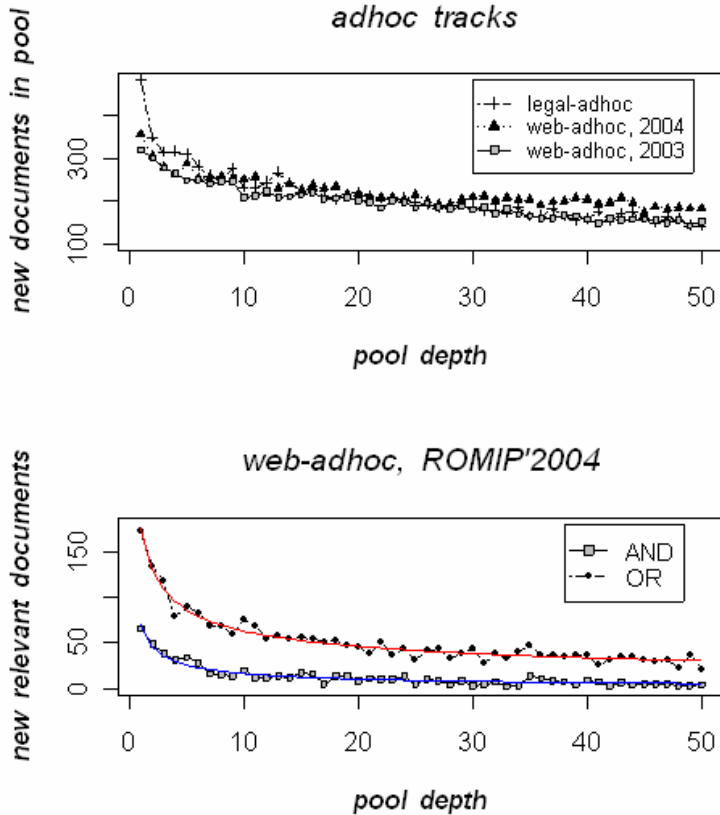 adhoc tracks
new documents in pool
300
100
legal-adhoc
web-adhoc, 2004
web-adhoc, 2003
0 10 20 30 40 50
pool depth
web-adhoc, ROMIP'2004
new relevant documents
150
50
0
AND
OR
0 10 20 30 40 50
pool depth